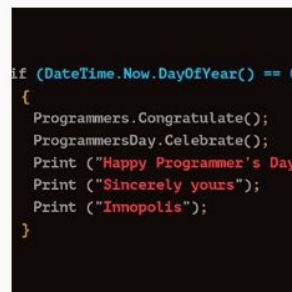 if (DateTime.Now.DayOfYear() ==
{
Programmers.Congratulate();
ProgrammersDay.Celebrate();
Print ("Happy Programmer's Day
Print ("Sincerely yours");
Print ("Innopolis");
}